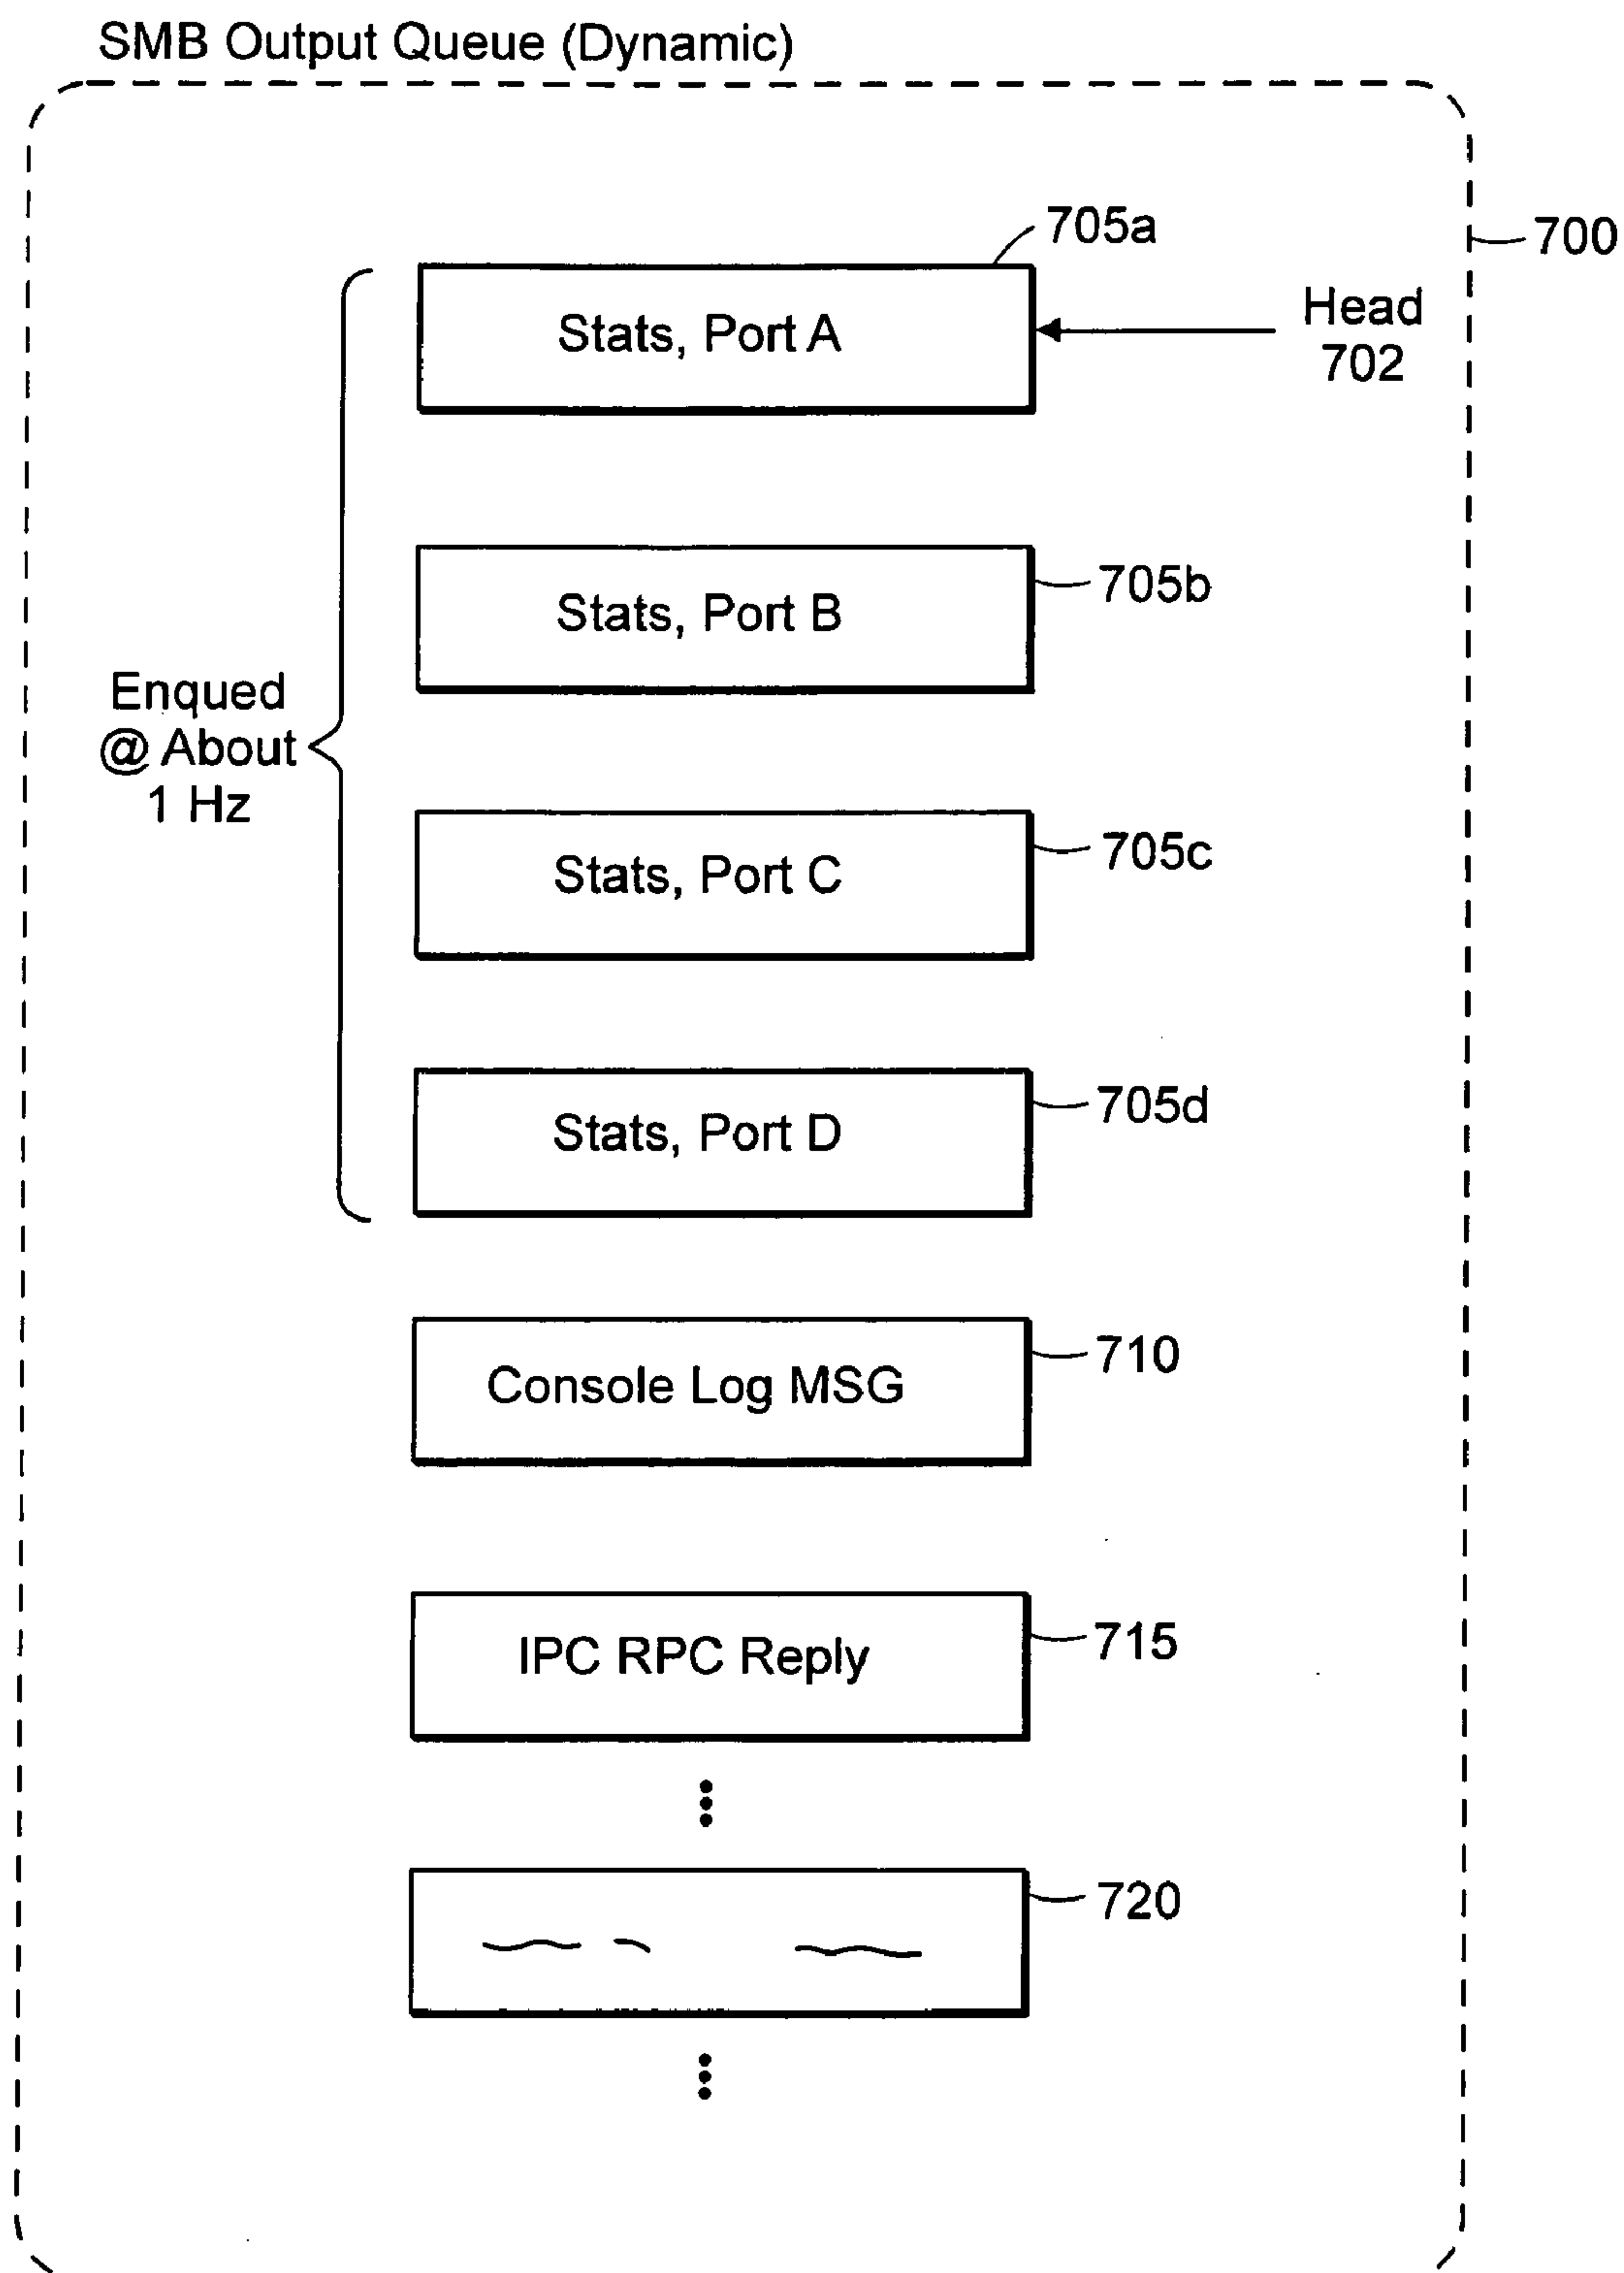 SMB Output Queue (Dynamic)
705a
700
Stats, Port A
Head
702
705b
Stats, Port B
Enqued
@ About
1 Hz
705c
Stats, Port C
705d
Stats, Port D
710
Console Log MSG
715
IPC RPC Reply
720